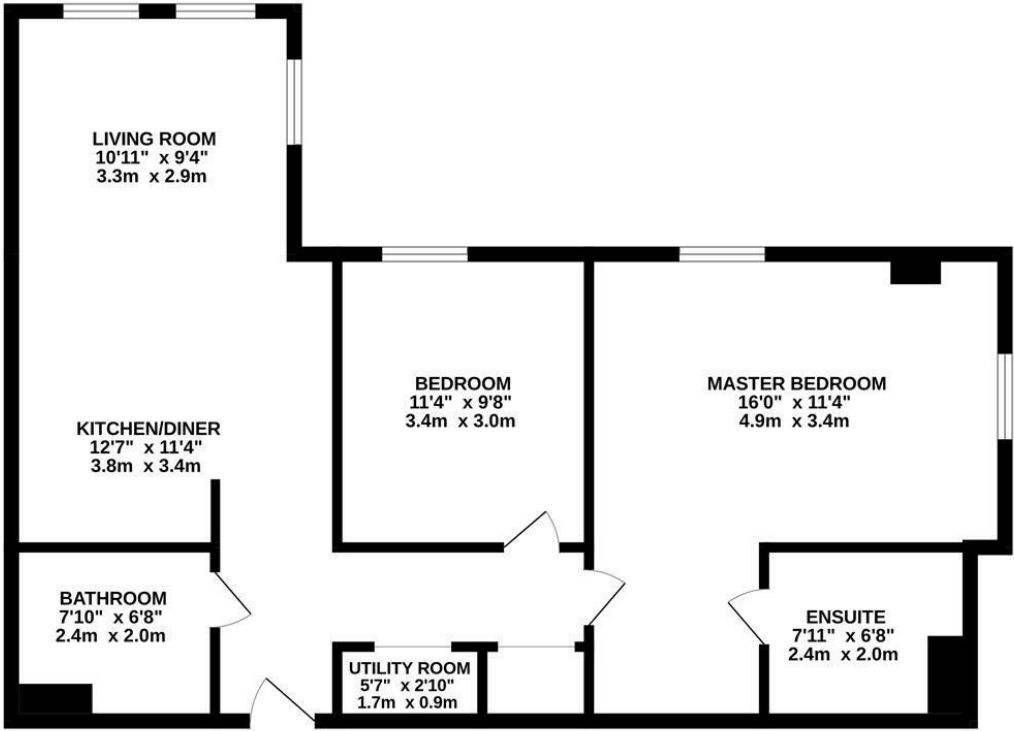 LIVING ROOM
10'11" x 9'4"
3.3m x 2.9m
KITCHEN/DINER
12'7" x 11'4"
3.8m x 3.4m
BEDROOM
11'4" x 9'8"
3.4m x 3.0m
MASTER BEDROOM
16'0" x 11'4"
4.9m x 3.4m
BATHROOM
7'10" x 6'8"
2.4m x 2.0m
UTILITY ROOM
5'7" x 2'10"
1.7m x 0.9m
ENSUITE
7'11" x 6'8"
2.4m x 2.0m